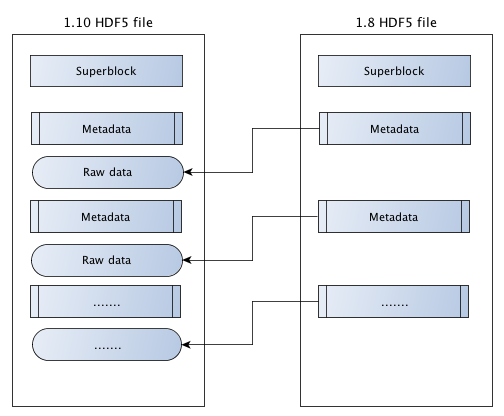 1.10 HDF5 file
1.8 HDF5 file
Superblock
Superblock
Metadata
Metadata
Raw data
Metadata
Metadata
Raw data
.......
.......
.......